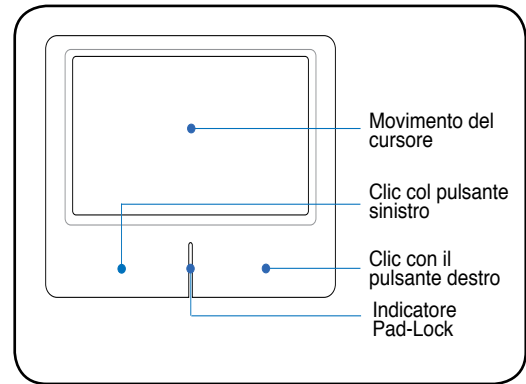 Movimento del
cursore
Clic col pulsante
sinistro
Clic con il
pulsante destro
Indicatore
Pad-Lock